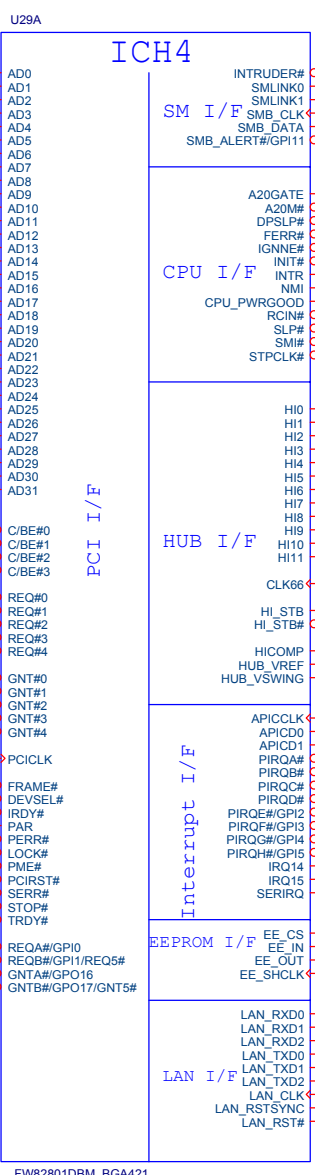 U29A
ICH4
AD0
AD1
AD2
AD3
AD4
AD5
AD6
AD7
AD8
AD9
AD10
AD11
AD12
AD13
AD14
AD15
AD16
AD17
AD18
AD19
AD20
AD21
AD22
AD23
AD24
AD25
AD26
AD27
AD28
AD29
AD30
AD31
C/BE#0
C/BE#1
C/BE#2
C/BE#3
REQ#0
REQ#1
REQ#2
REQ#3
REQ#4
GNT#0
GNT#1
GNT#2
GNT#3
GNT#4
PCICLK
FRAME#
DEVSEL#
IRDY#
PAR
PERR#
LOCK#
PME#
PCIRST#
SERR#
STOP#
TRDY#
REQA#/GPI0
REQB#/GPI1/REQ5#
GNTA#/GPO16
GNTB#/GPO17/GNT5#
PCI I/F
SM I/F
INTRUDER#
SMLINK0
SMLINK1
SMB_CLK
SMB_DATA
SMB_ALERT#/GPI11
CPU I/F
A20GATE
A20M#
DPSLP#
FERR#
IGNNE#
INIT#
INTR
NMI
CPU_PWRGOOD
RCIN#
SLP#
SMI#
STPCLK#
HUB I/F
HI0
HI1
HI2
HI3
HI4
HI5
HI6
HI7
HI8
HI9
HI10
HI11
CLK66
HI_STB
HI_STB#
HICOMP
HUB_VREF
HUB_VSWING
Interrupt I/F
APICCLK
APICD0
APICD1
PIRQA#
PIRQB#
PIRQC#
PIRQD#
PIRQE#/GPI2
PIRQF#/GPI3
PIRQG#/GPI4
PIRQH#/GPI5
IRQ14
IRQ15
SERIRQ
EEPROM I/F
EE_CS
EE_IN
EE_OUT
EE_SHCLK
LAN I/F
LAN_RXD0
LAN_RXD1
LAN_RXD2
LAN_TXD0
LAN_TXD1
LAN_TXD2
LAN_CLK
LAN_RSTSYNC
LAN_RST#
FW82801DBM_BGA421